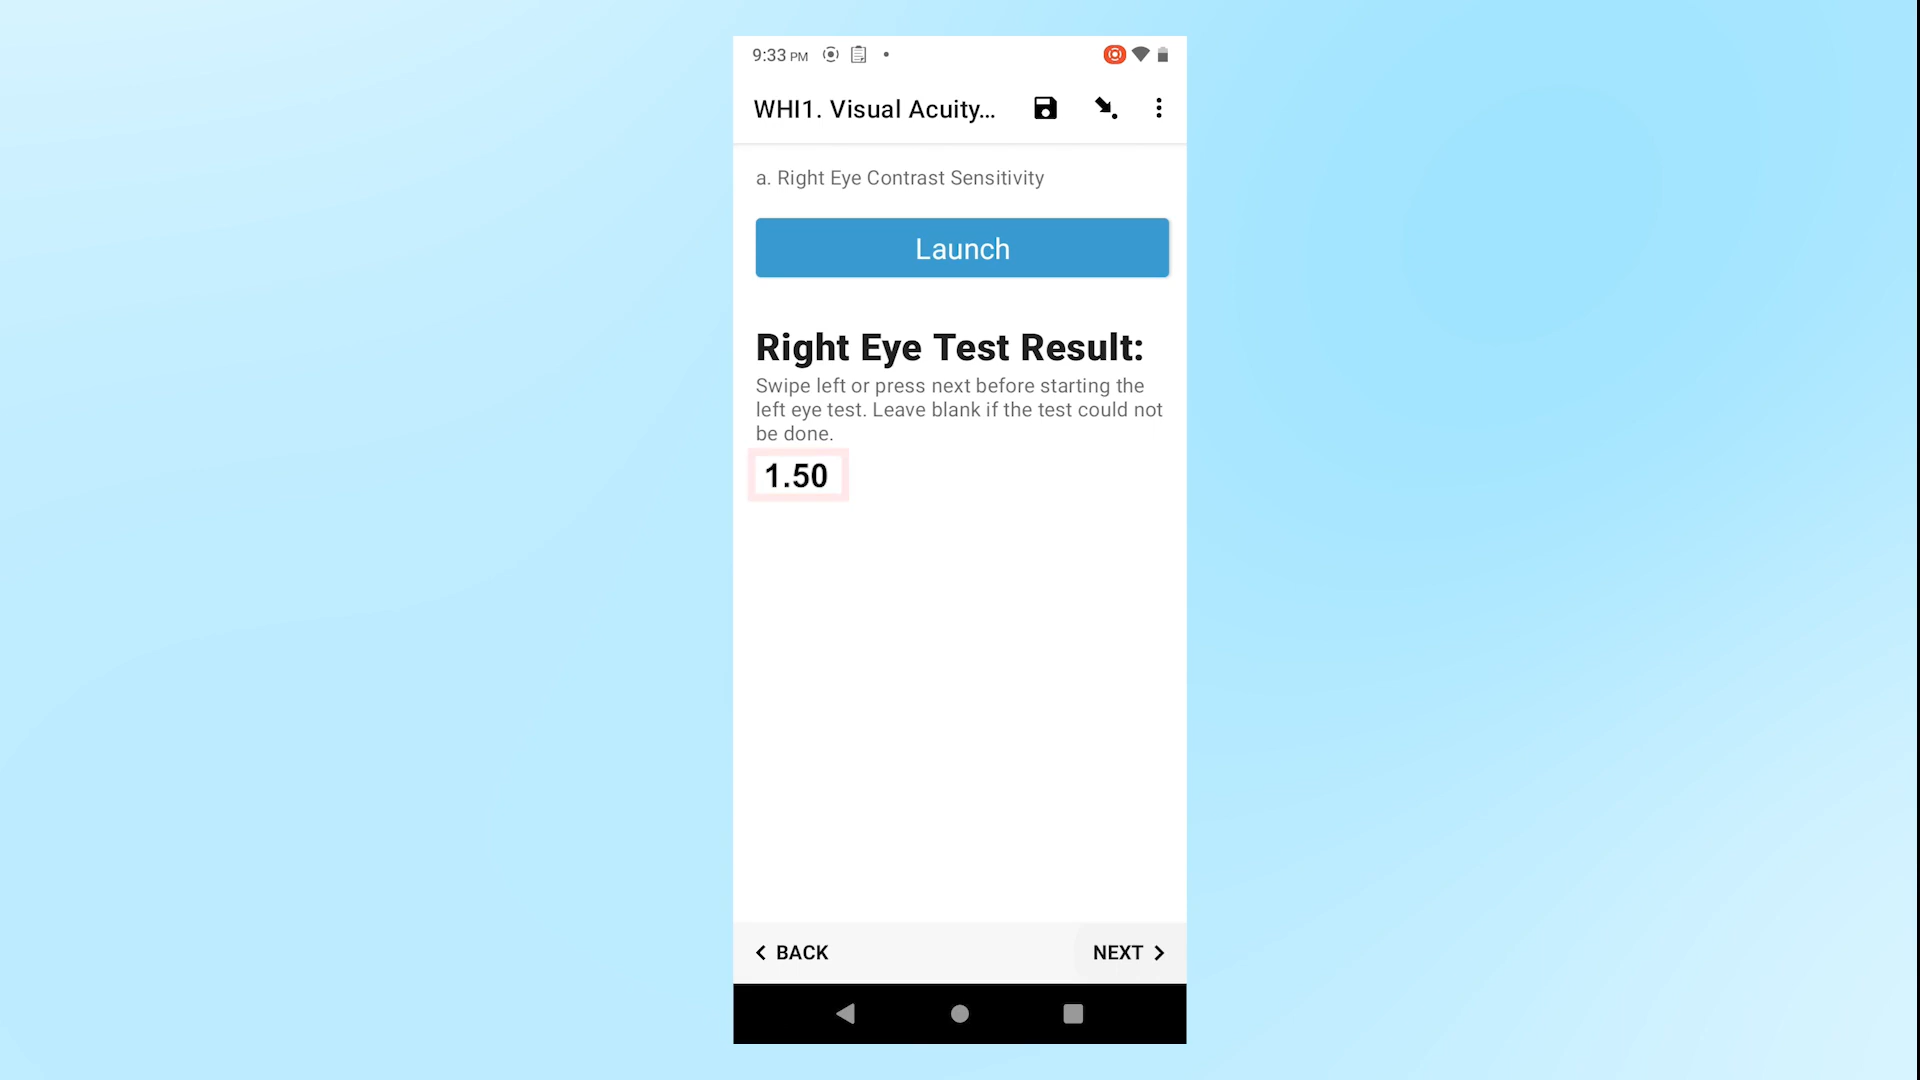 9:33 PM
WHI1. Visual Acuity...
a. Right Eye Contrast Sensitivity
Launch
Right Eye Test Result:
Swipe left or press next before starting the
left eye test. Leave blank if the test could not
be done.
1.50
BACK
NEXT